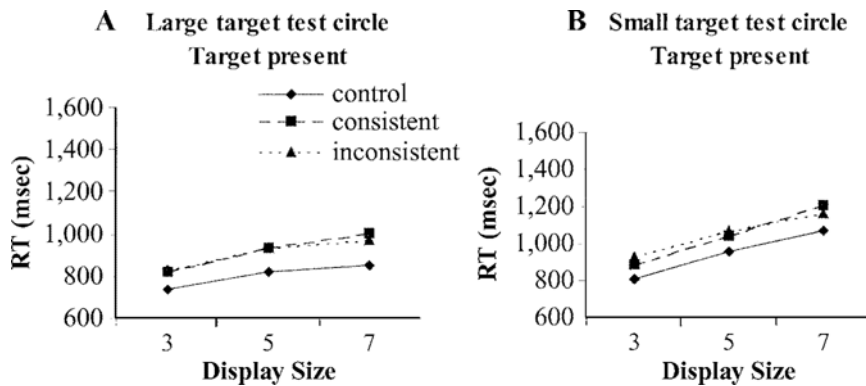 A Large target test circle
Target present
control
consistent
inconsistent
RT (msec)
1,600
1,400
1,200
1,000
800
600
3 5 7
Display Size
B Small target test circle
Target present
RT (msec)
1,600
1,400
1,200
1,000
800
600
3 5 7
Display Size